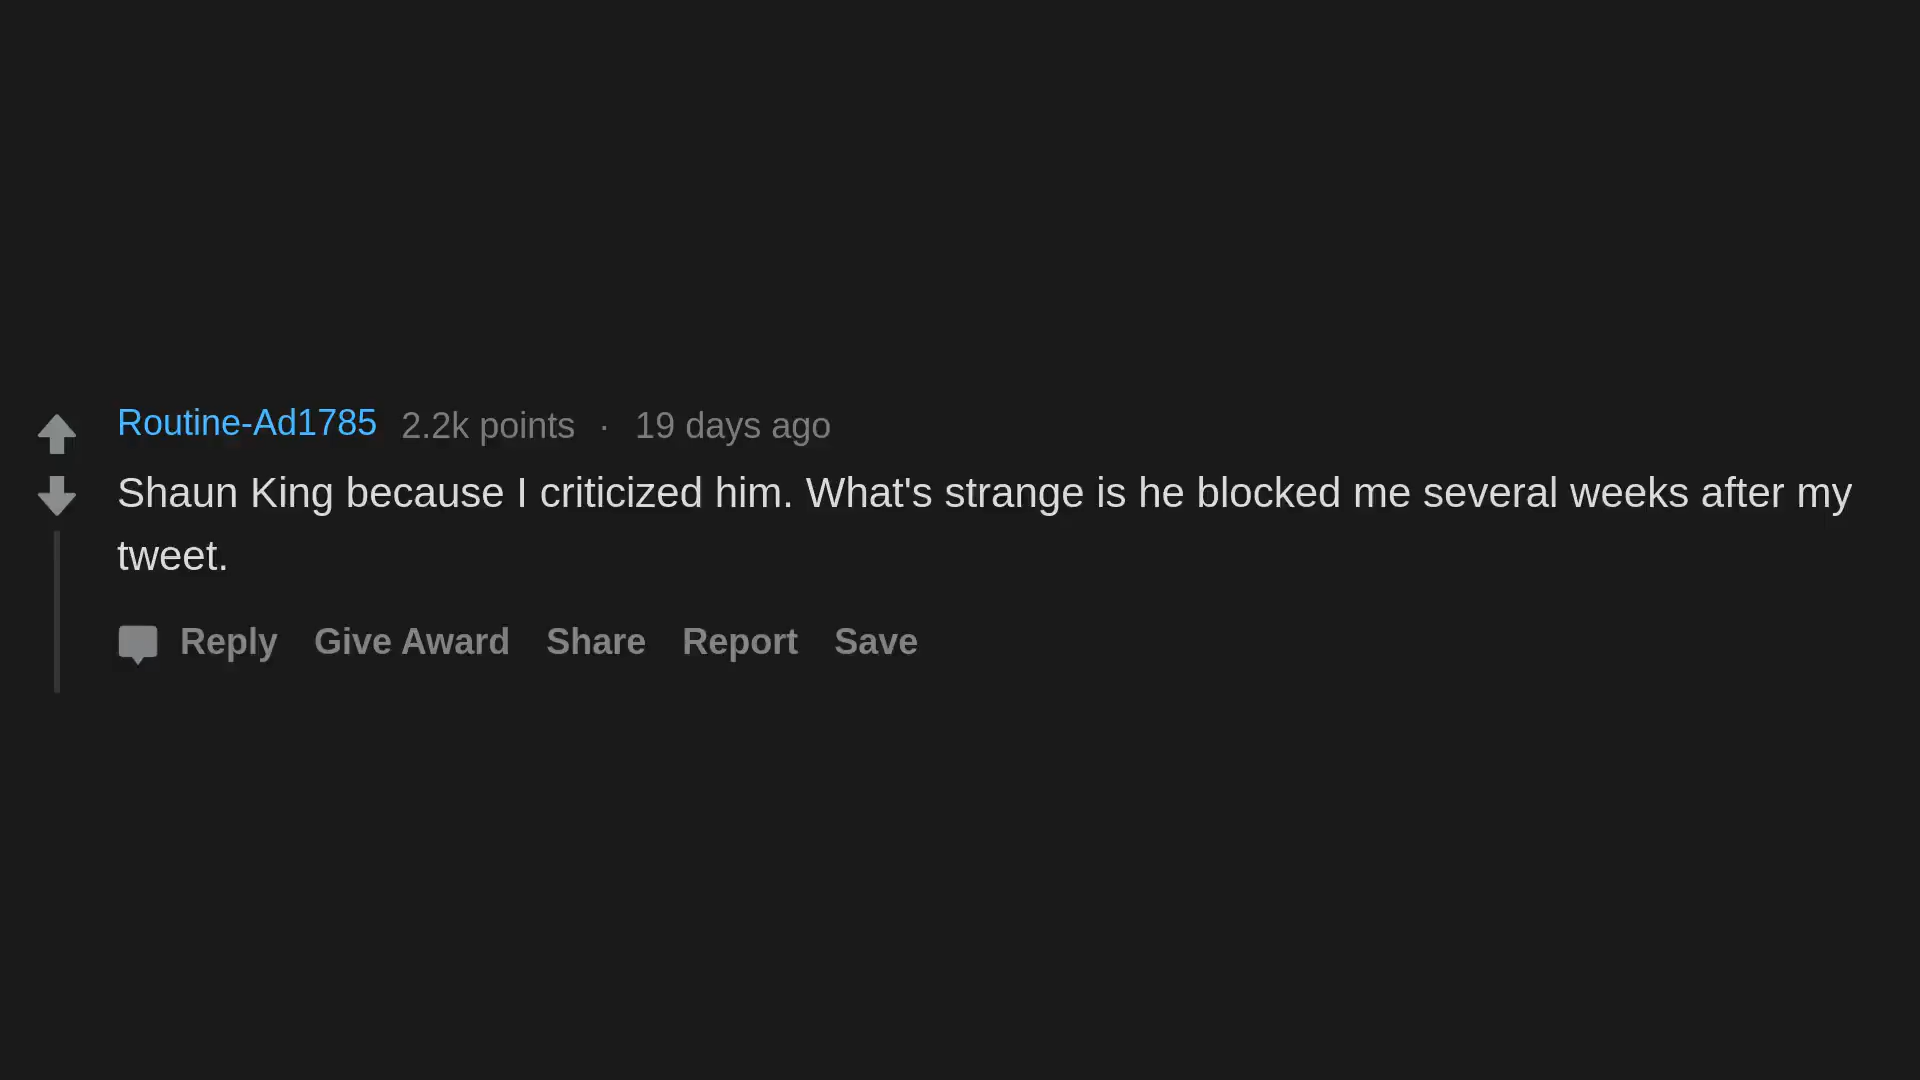 Routine-Ad1785 2.2k points · 19 days ago
Shaun King because I criticized him. What's strange is he blocked me several weeks after my
tweet.
Reply Give Award Share Report Save